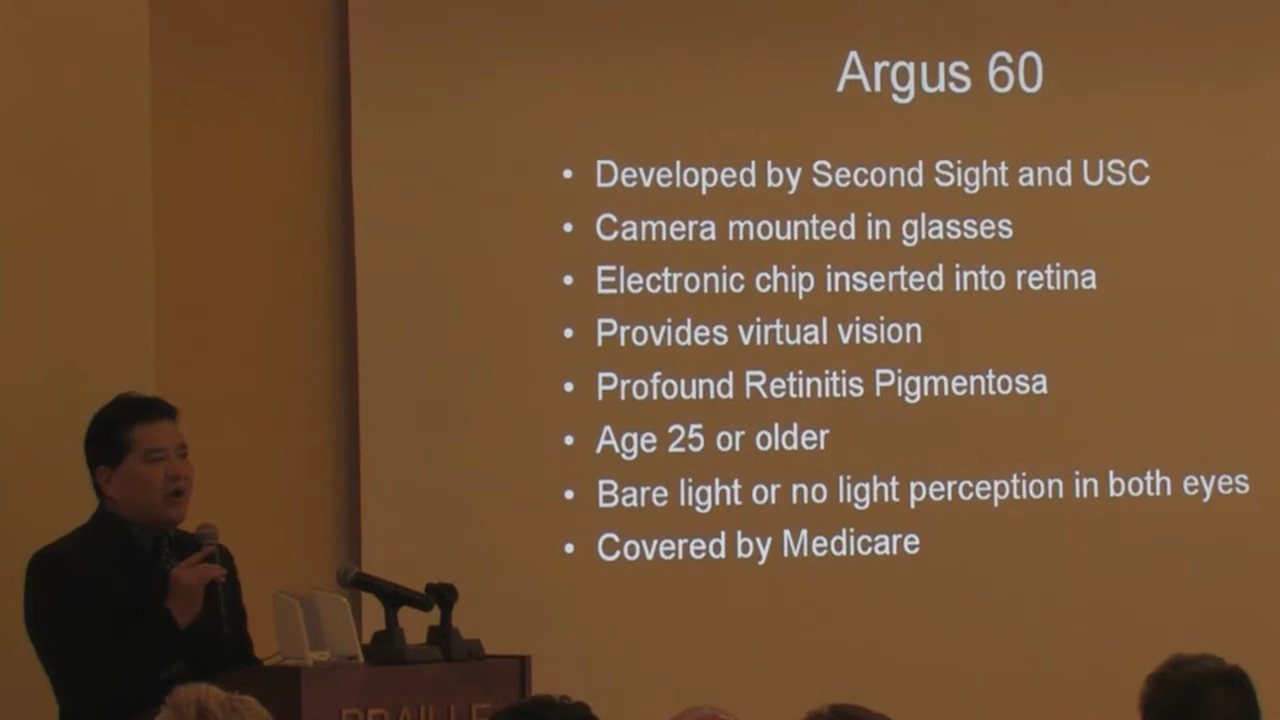 Argus 60
• Developed by Second Sight and USC
• Camera mounted in glasses
• Electronic chip inserted into retina
• Provides virtual vision
• Profound Retinitis Pigmentosa
• Age 25 or older
• Bare light or no light perception in both eyes
• Covered by Medicare
BRAILLE